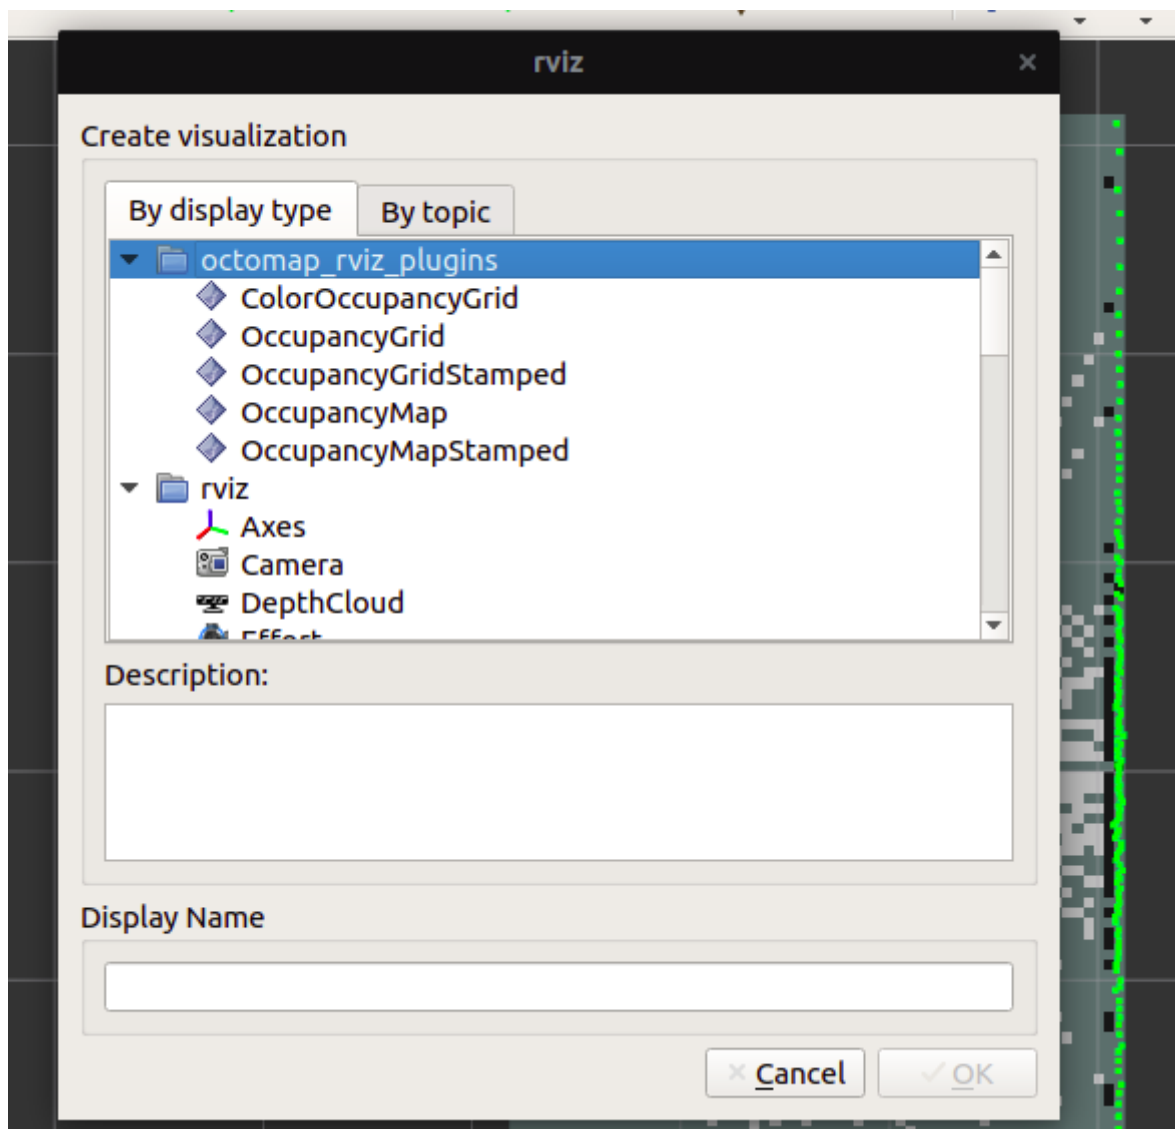 rviz
Create visualization
By display type
By topic
octomap_rviz_plugins
ColorOccupancyGrid
OccupancyGrid
OccupancyGridStamped
OccupancyMap
OccupancyMapStamped
rviz
Axes
Camera
DepthCloud
Effort
Description:
Display Name
Cancel
OK